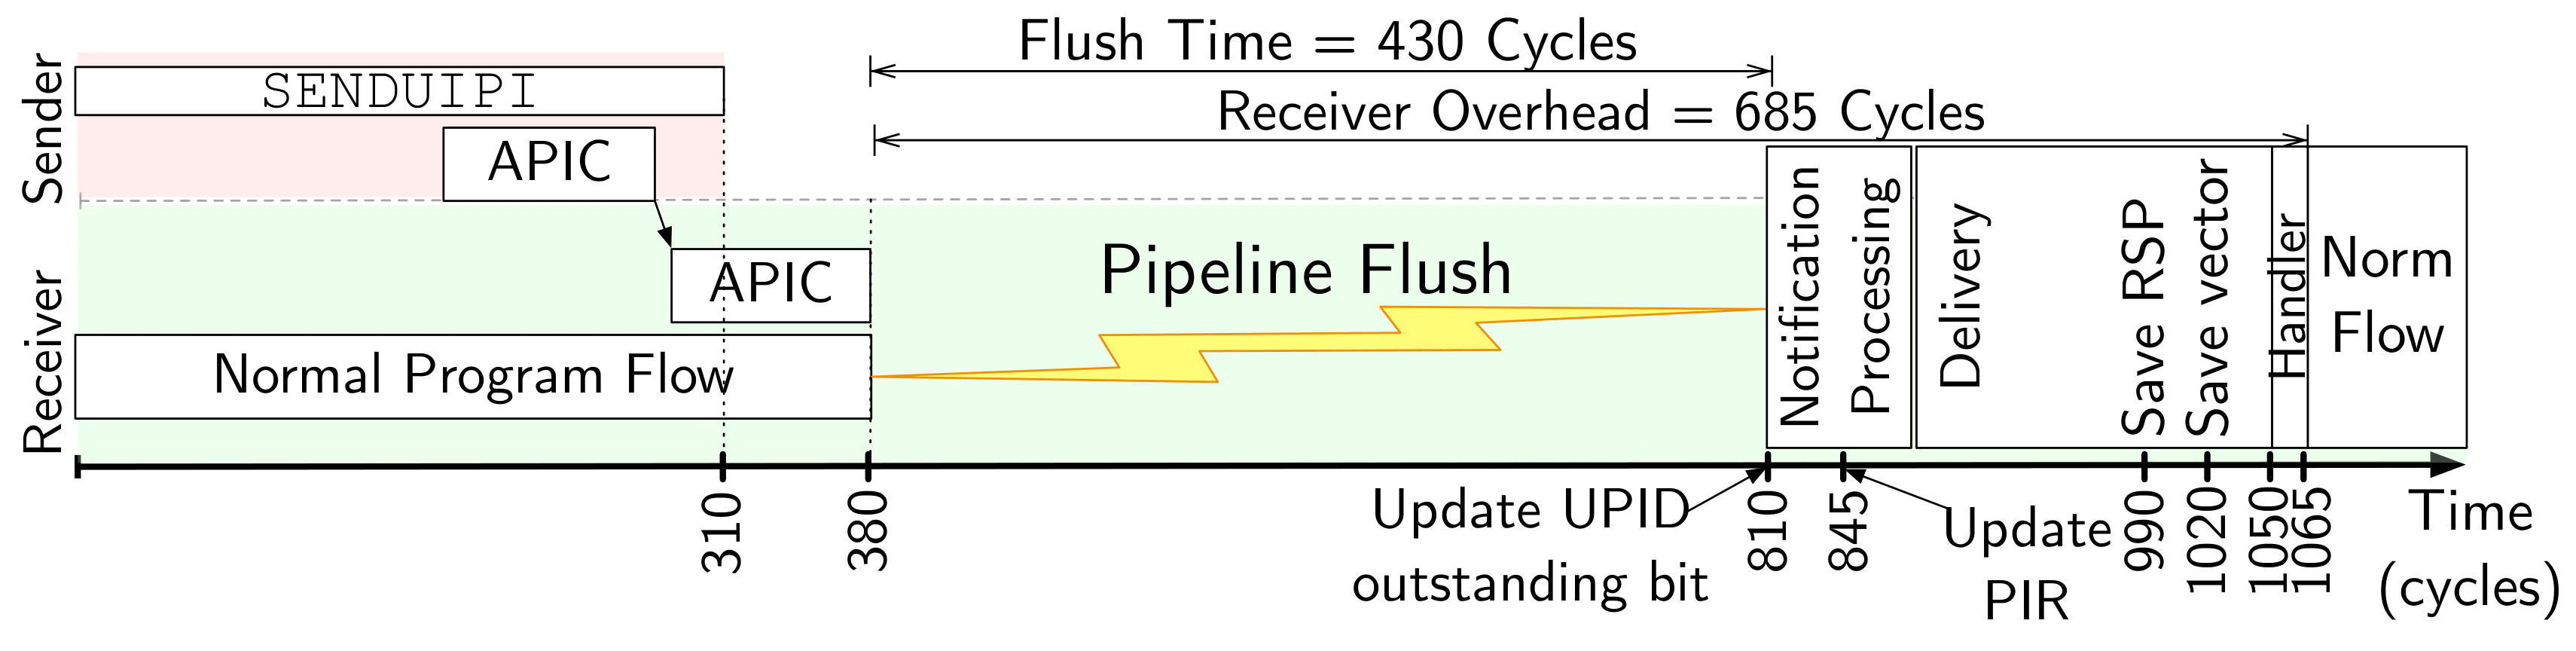 Flush Time = 430 Cycles
Receiver Overhead = 685 Cycles
Sender
SENDUIPI
APIC
Receiver
APIC
Normal Program Flow
Pipeline Flush
Notification
Processing
Delivery
Save RSP
Save vector
Handler
Norm
Flow
310
380
810
845
990
1020
1050
1065
Update UPID
outstanding bit
Update
PIR
Time
(cycles)